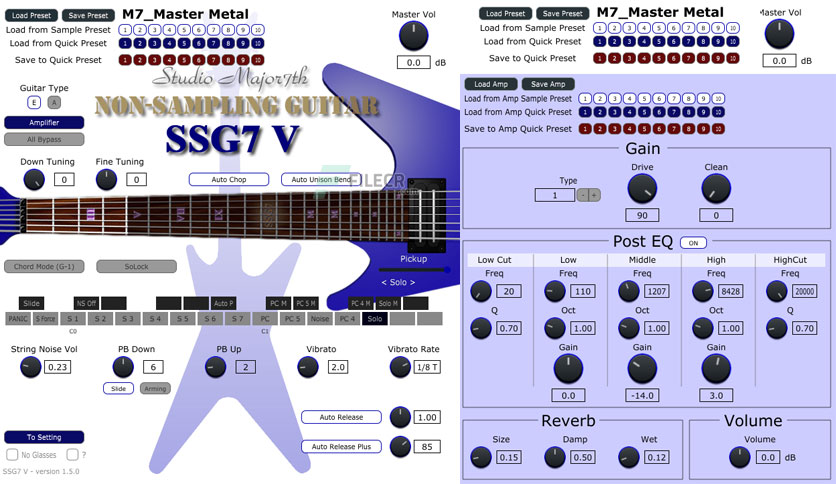 Load Preset Save Preset M7_Master Metal
Load from Sample Preset 1 2 3 4 5 6 7 8 9 10
Load from Quick Preset 1 2 3 4 5 6 7 8 9 10
Save to Quick Preset 1 2 3 4 5 6 7 8 9 10
Master Vol
0.0 dB
Studio Major7th
NON-SAMPLING GUITAR
SSG7 V
Guitar Type
E A
Amplifier
All Bypass
Down Tuning Fine Tuning
0 0
Auto Chop Auto Unison Bend
FILECR
III V VII IX
Pickup
< Solo >
Chord Mode (G-1) SoLock
Slide NS Off Auto P PC M PC 5 M PC 4 M Solo M
PANIC S Force S 1 S 2 S 3 S 4 S 5 S 6 S 7 PC PC 5 Noise PC 4 Solo
C0 C1
String Noise Vol PB Down PB Up Vibrato Vibrato Rate
0.23 6 2 2.0 1/8 T
Slide Arming
Auto Release 1.00
Auto Release Plus 85
To Setting
No Glasses ?
SSG7 V - version 1.5.0
Load Preset Save Preset M7_Master Metal
Load from Sample Preset 1 2 3 4 5 6 7 8 9 10
Load from Quick Preset 1 2 3 4 5 6 7 8 9 10
Save to Quick Preset 1 2 3 4 5 6 7 8 9 10
Master Vol
0.0 dB
Load Amp Save Amp
Load from Amp Sample Preset 1 2 3 4 5 6 7 8 9 10
Load from Amp Quick Preset 1 2 3 4 5 6 7 8 9 10
Save to Amp Quick Preset 1 2 3 4 5 6 7 8 9 10
Gain
Type Drive Clean
1 - +
90 0
Post EQ ON
Low Cut Low Middle High HighCut
Freq Freq Freq Freq Freq
20 110 1207 8428 20000
Q Oct Oct Oct Q
0.70 1.00 1.00 1.00 0.70
Gain Gain Gain
0.0 -14.0 3.0
Reverb
Size Damp Wet
0.15 0.50 0.12
Volume
Volume
0.0 dB